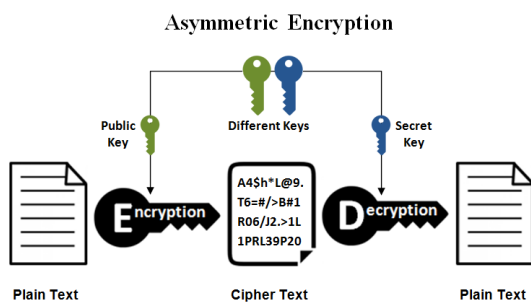 Asymmetric Encryption
Public
Key
Different Keys
Secret
Key
A4$h*L@9.
T6=#/>B#1
R06/J2.>1L
1PRL39P20
Encryption
Decryption
Plain Text
Cipher Text
Plain Text